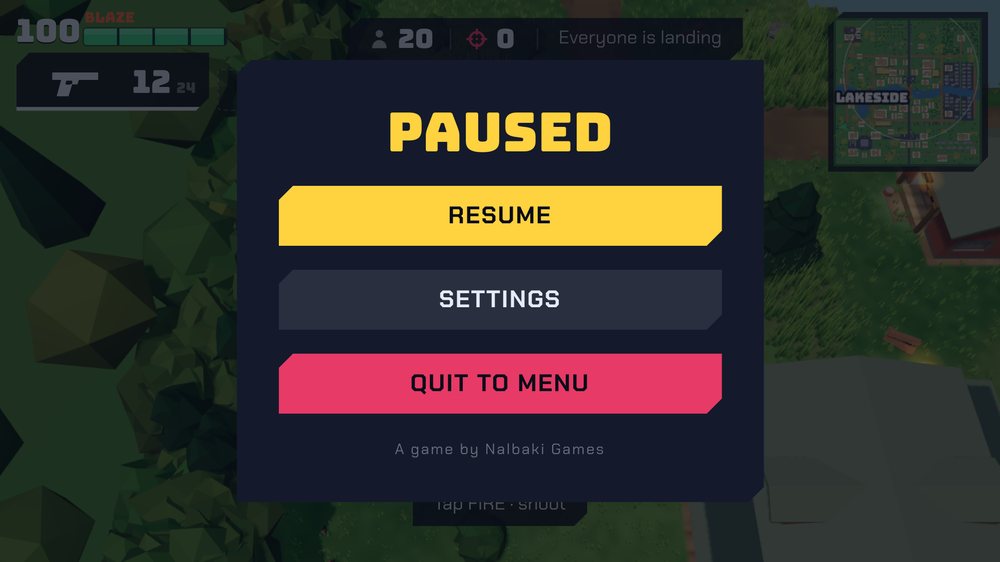 100 BLAZE
12 24
20 0 Everyone is landing
LAKESIDE
PAUSED
RESUME
SETTINGS
QUIT TO MENU
A game by Nalbaki Games
Tap FIRE · shoot